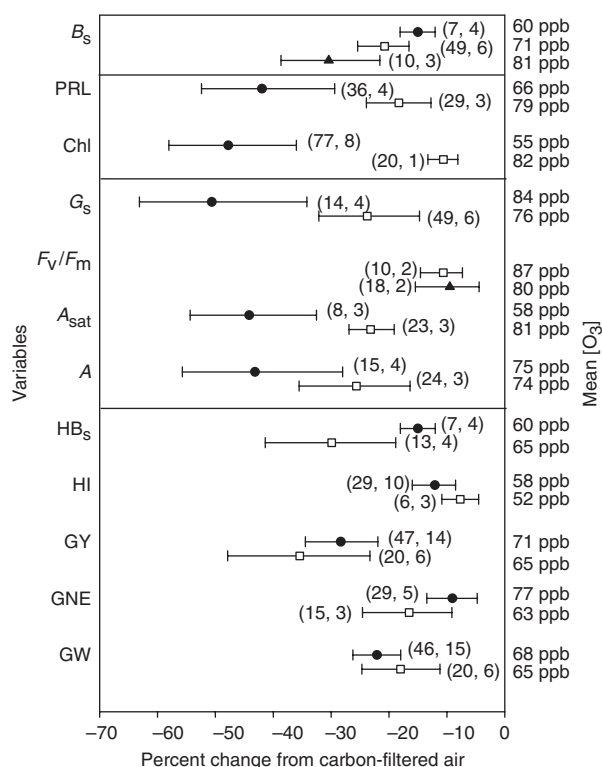 Bs (7, 4) 60 ppb
(49, 6) 71 ppb
(10, 3) 81 ppb
PRL (36, 4) 66 ppb
(29, 3) 79 ppb
Chl (77, 8) 55 ppb
(20, 1) 82 ppb
Gs (14, 4) 84 ppb
(49, 6) 76 ppb
Fv/Fm (10, 2) 87 ppb
(18, 2) 80 ppb
Asat (8, 3) 58 ppb
(23, 3) 81 ppb
A (15, 4) 75 ppb
(24, 3) 74 ppb
HBs (7, 4) 60 ppb
(13, 4) 65 ppb
HI (29, 10) 58 ppb
(6, 3) 52 ppb
GY (47, 14) 71 ppb
(20, 6) 65 ppb
GNE (29, 5) 77 ppb
(15, 3) 63 ppb
GW (46, 15) 68 ppb
(20, 6) 65 ppb
Variables
Mean [O3]
–70 –60 –50 –40 –30 –20 –10 0
Percent change from carbon-filtered air